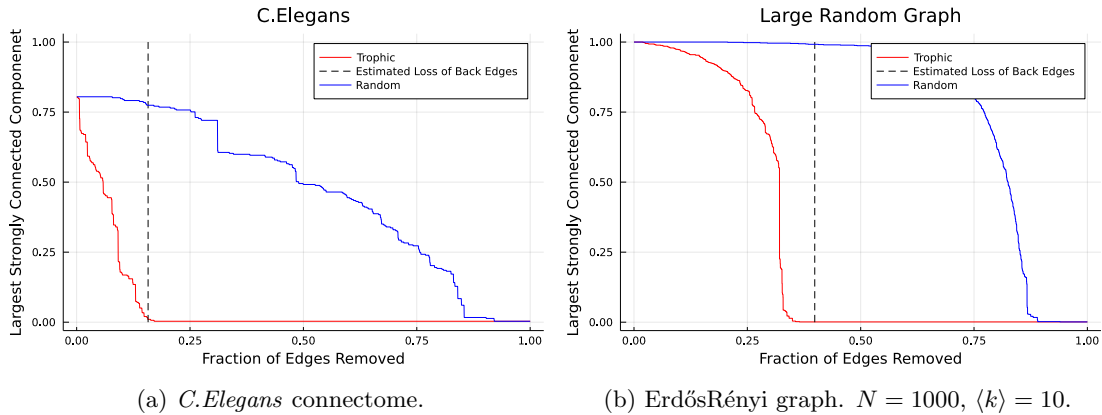 C.Elegans
Largest Strongly Connected Componenet
1.00
0.75
0.50
0.25
0.00
Trophic
Estimated Loss of Back Edges
Random
0.00 0.25 0.50 0.75 1.00
Fraction of Edges Removed
(a) C.Elegans connectome.
Large Random Graph
Largest Strongly Connected Componenet
1.00
0.75
0.50
0.25
0.00
Trophic
Estimated Loss of Back Edges
Random
0.00 0.25 0.50 0.75 1.00
Fraction of Edges Removed
(b) ErdősRényi graph. N = 1000, ⟨k⟩ = 10.